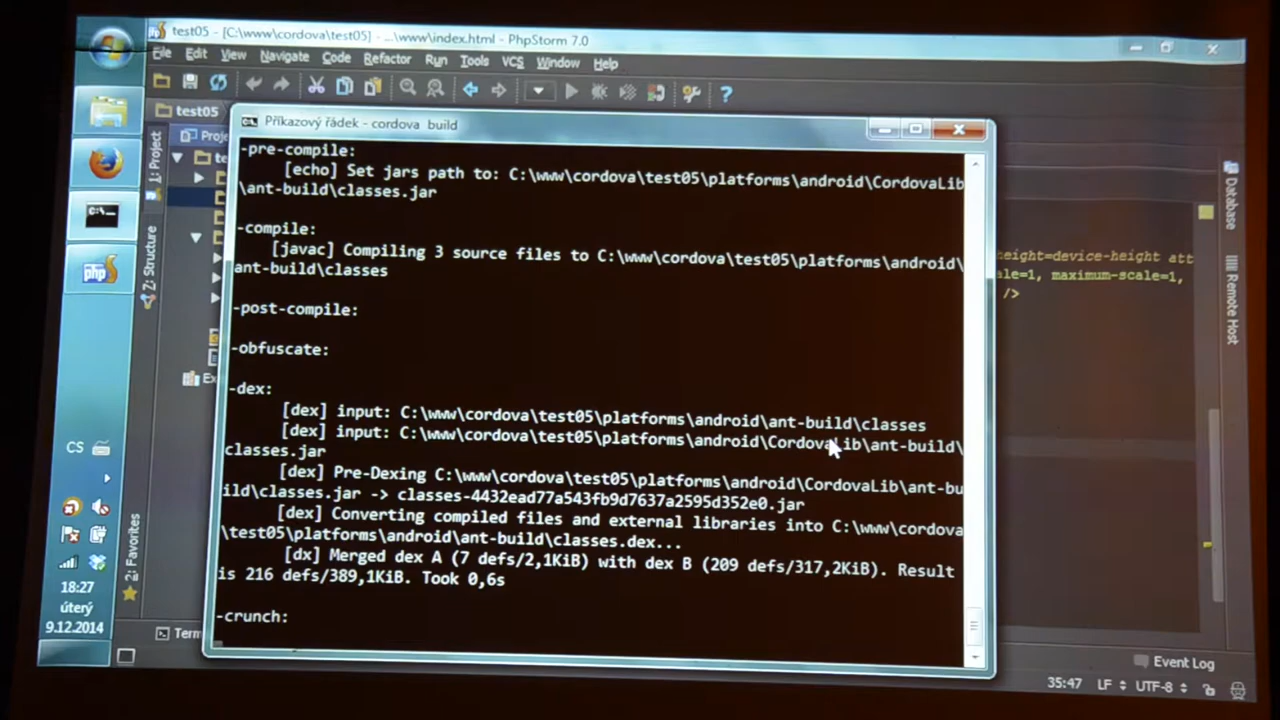 test05 - [C:\www\cordova\test05] - ...\www\index.html - PhpStorm 7.0
File Edit View Navigate Code Refactor Run Tools VCS Window Help
test05
Příkazový řádek - cordova build
-pre-compile:
[echo] Set jars path to: C:\www\cordova\test05\platforms\android\CordovaLib
\ant-build\classes.jar
-compile:
[javac] Compiling 3 source files to C:\www\cordova\test05\platforms\android\
ant-build\classes
-post-compile:
-obfuscate:
-dex:
[dex] input: C:\www\cordova\test05\platforms\android\ant-build\classes
[dex] input: C:\www\cordova\test05\platforms\android\CordovaLib\ant-build\
classes.jar
[dex] Pre-Dexing C:\www\cordova\test05\platforms\android\CordovaLib\ant-bu
ild\classes.jar -> classes-4432ead77a543fb9d7637a2595d352e0.jar
[dex] Converting compiled files and external libraries into C:\www\cordova
\test05\platforms\android\ant-build\classes.dex...
[dx] Merged dex A (7 defs/2,1KiB) with dex B (209 defs/317,2KiB). Result
is 216 defs/389,1KiB. Took 0,6s
-crunch:
Proje
te
Ex
1: Project
Z: Structure
2: Favorites
C:\
php
CS
18:27
úterý
9.12.2014
Term
height=device-height att
ale=1, maximum-scale=1,
/>
Database
Remote Host
Event Log
35:47 LF UTF-8